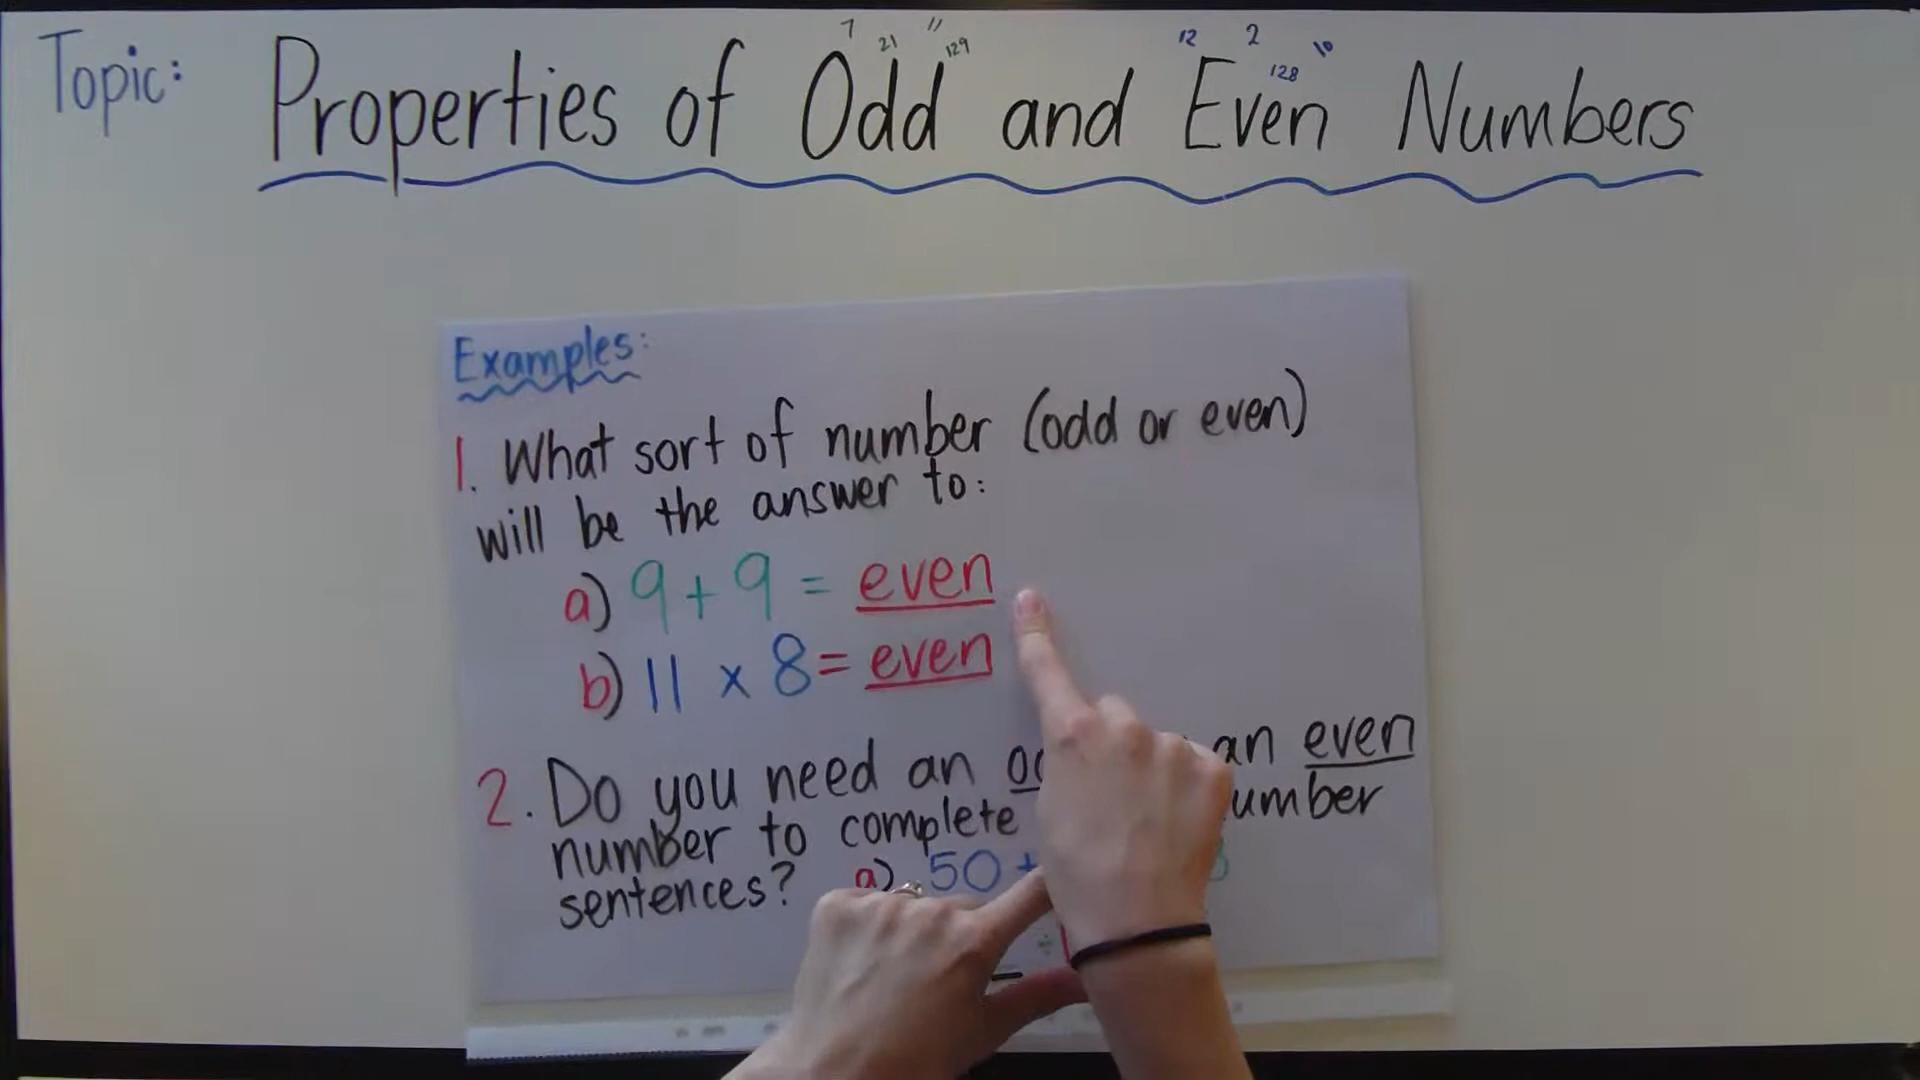 7 21 11 129 12 2 128 10
Topic: Properties of Odd and Even Numbers
Examples:
1. What sort of number (odd or even)
will be the answer to:
a) 9 + 9 = even
b) 11 x 8 = even
2. Do you need an an even
number to complete
sentences? a) 50 +